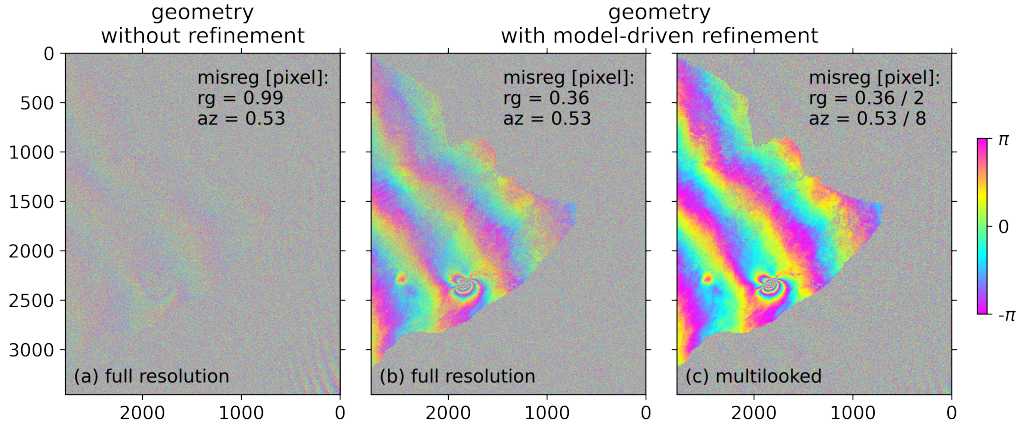 geometry
without refinement
geometry
with model-driven refinement
misreg [pixel]:
rg = 0.99
az = 0.53
misreg [pixel]:
rg = 0.36
az = 0.53
misreg [pixel]:
rg = 0.36 / 2
az = 0.53 / 8
0
500
1000
1500
2000
2500
3000
(a) full resolution
(b) full resolution
(c) multilooked
2000 1000 0
2000 1000 0
2000 1000 0
π
0
-π